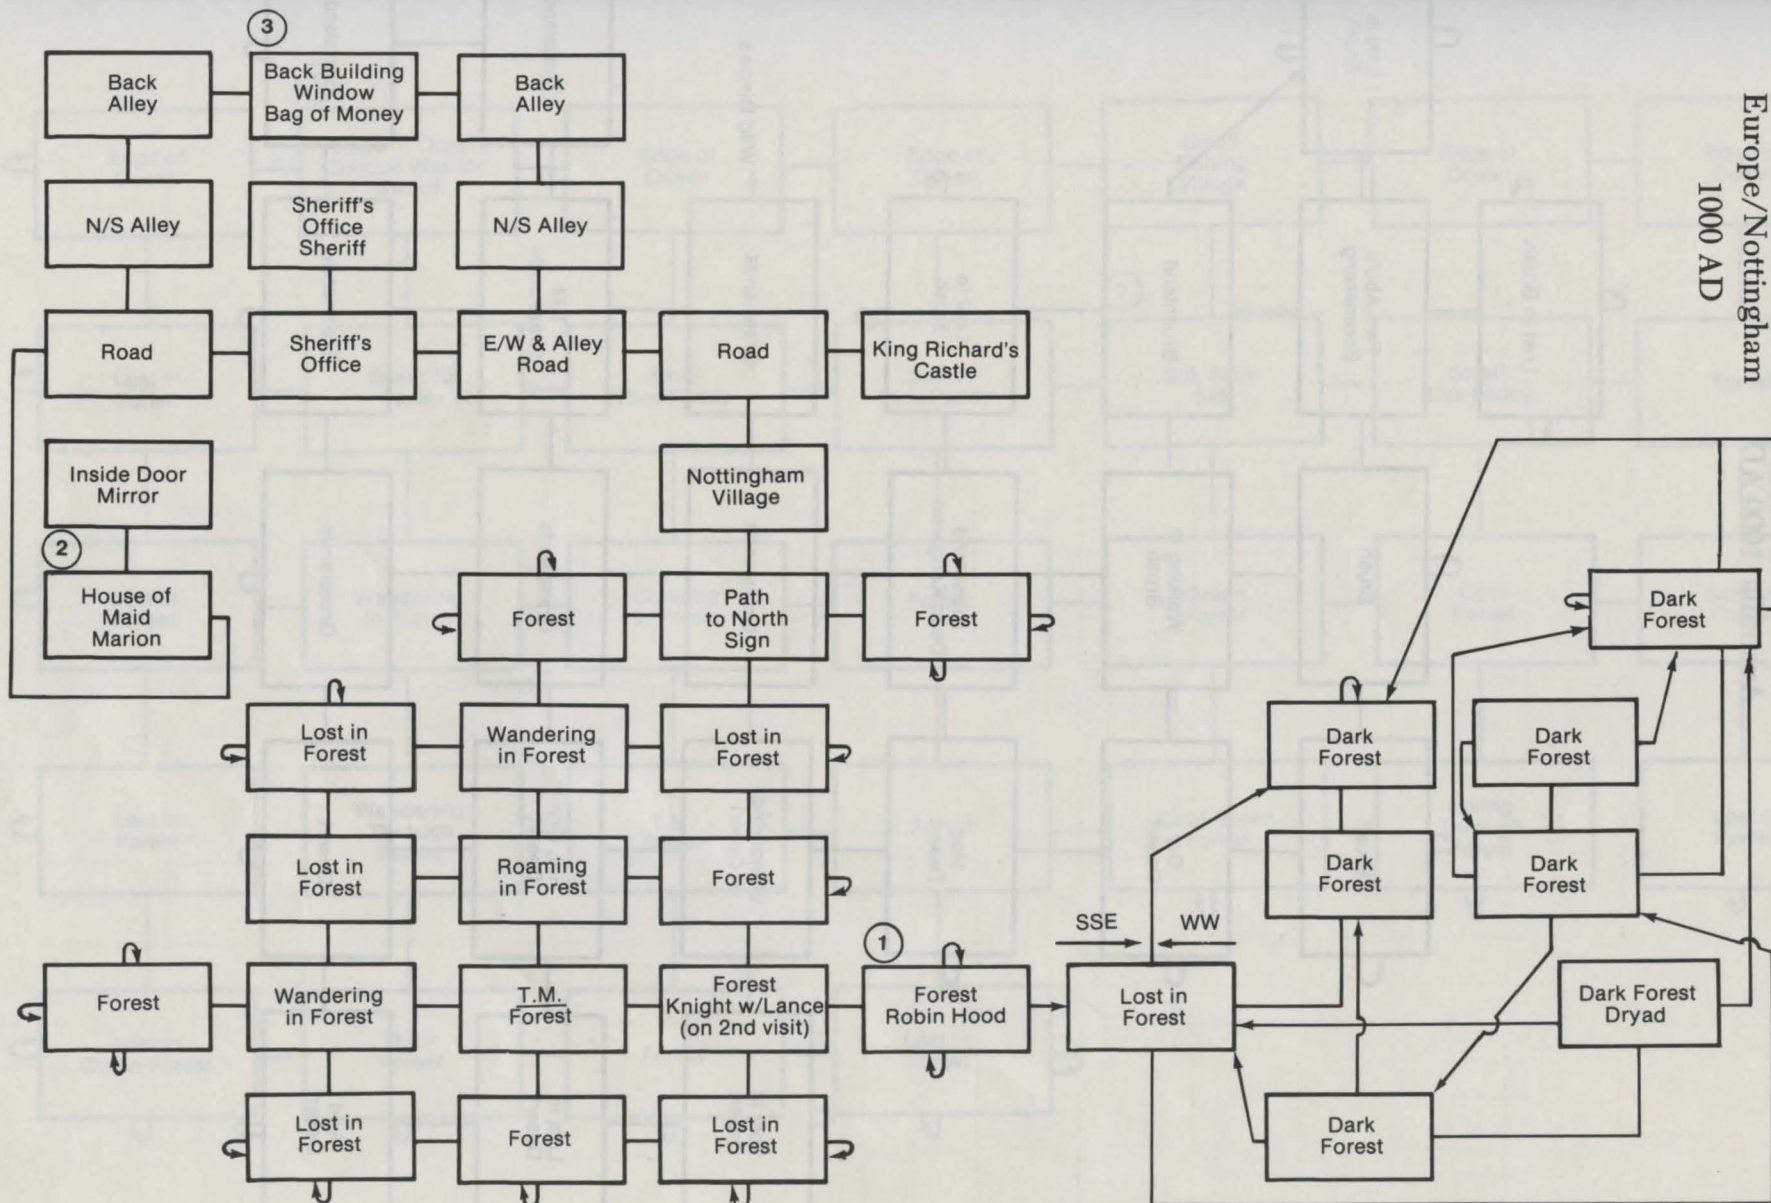 Europe/Nottingham
1000 AD
3
Back
Alley
Back Building
Window
Bag of Money
Back
Alley
N/S Alley
Sheriff's
Office
Sheriff
N/S Alley
Road
Sheriff's
Office
E/W & Alley
Road
Road
King Richard's
Castle
Inside Door
Mirror
Nottingham
Village
2
House of
Maid
Marion
Forest
Path
to North
Sign
Forest
Dark
Forest
Lost in
Forest
Wandering
in Forest
Lost in
Forest
Dark
Forest
Dark
Forest
Lost in
Forest
Roaming
in Forest
Forest
Dark
Forest
Dark
Forest
1
SSE
WW
Forest
Wandering
in Forest
T.M.
Forest
Forest
Knight w/Lance
(on 2nd visit)
Forest
Robin Hood
Lost in
Forest
Dark Forest
Dryad
Lost in
Forest
Forest
Lost in
Forest
Dark
Forest